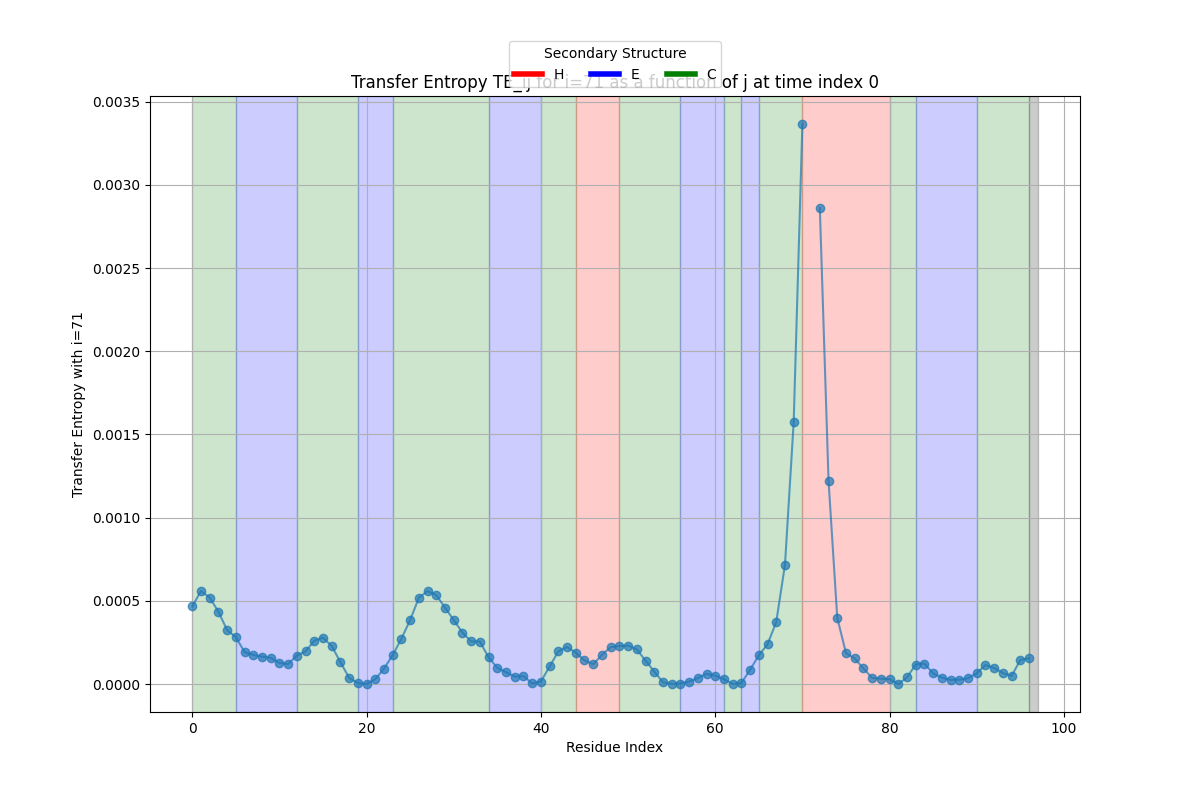 Secondary Structure
H E C
Transfer Entropy TE_ij for i=71 as a function of j at time index 0
0.0035
0.0030
0.0025
0.0020
0.0015
0.0010
0.0005
0.0000
Transfer Entropy with i=71
0 20 40 60 80 100
Residue Index